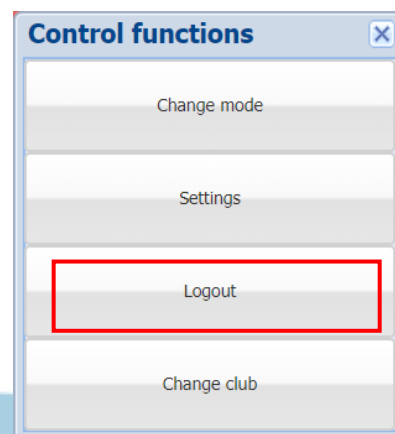 Control functions
Change mode
Settings
Logout
Change club